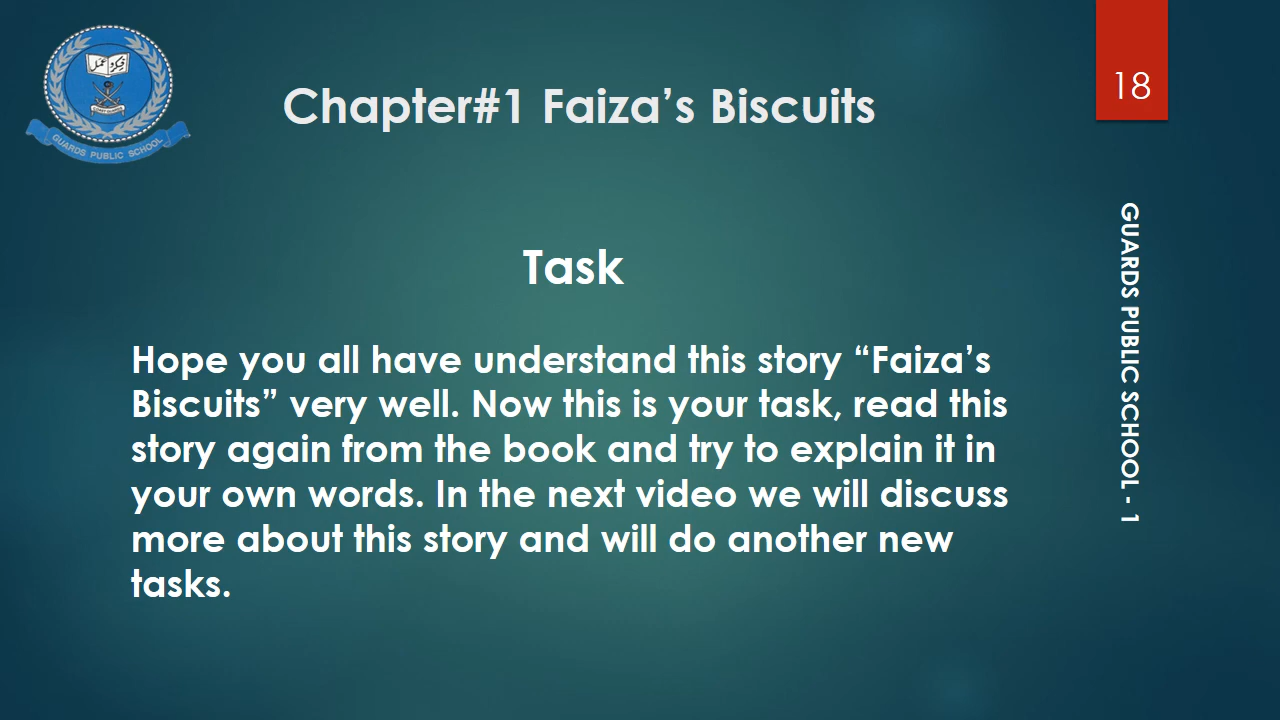 GUARDS PUBLIC SCHOOL
Chapter#1 Faiza’s Biscuits
18
Task
Hope you all have understand this story “Faiza’s
Biscuits” very well. Now this is your task, read this
story again from the book and try to explain it in
your own words. In the next video we will discuss
more about this story and will do another new
tasks.
GUARDS PUBLIC SCHOOL - 1